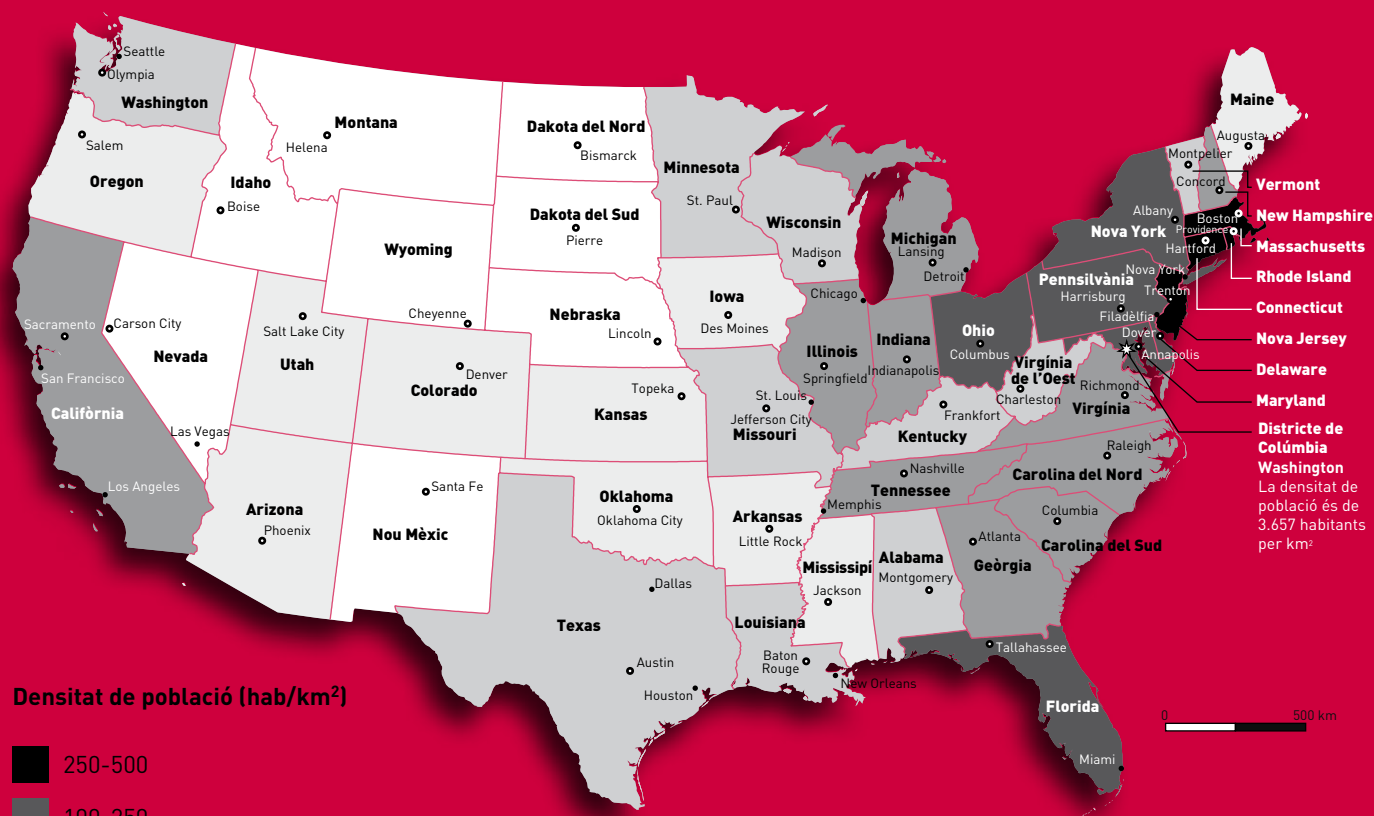 Seattle
Olympia
Washington
Salem
Oregon
Montana
Helena
Idaho
Boise
Wyoming
Cheyenne
Dakota del Nord
Bismarck
Dakota del Sud
Pierre
Nebraska
Lincoln
Minnesota
St. Paul
Wisconsin
Madison
Michigan
Lansing
Detroit
Chicago
Iowa
Des Moines
Sacramento
San Francisco
Califòrnia
Los Angeles
Carson City
Nevada
Las Vegas
Salt Lake City
Utah
Denver
Colorado
Topeka
Kansas
St. Louis
Jefferson City
Missouri
Illinois
Springfield
Indiana
Indianapolis
Ohio
Columbus
Virgínia
de l'Oest
Charleston
Frankfort
Kentucky
Richmond
Virgínia
Nashville
Tennessee
Memphis
Raleigh
Carolina del Nord
Columbia
Carolina del Sud
Atlanta
Geòrgia
Arizona
Phoenix
Santa Fe
Nou Mèxic
Oklahoma
Oklahoma City
Arkansas
Little Rock
Mississipí
Jackson
Alabama
Montgomery
Dallas
Texas
Austin
Houston
Louisiana
Baton
Rouge
New Orleans
Tallahassee
Florida
Miami
Maine
Augusta
Montpelier
Concord
Albany
Nova York
Boston
Providence
Hartford
Nova York
Pennsilvània
Harrisburg
Trenton
Filadèlfia
Dover
Annapolis
Vermont
New Hampshire
Massachusetts
Rhode Island
Connecticut
Nova Jersey
Delaware
Maryland
Districte de
Colúmbia
Washington
La densitat de
població és de
3.657 habitants
per km²
0 500 km
Densitat de població (hab/km²)
250-500